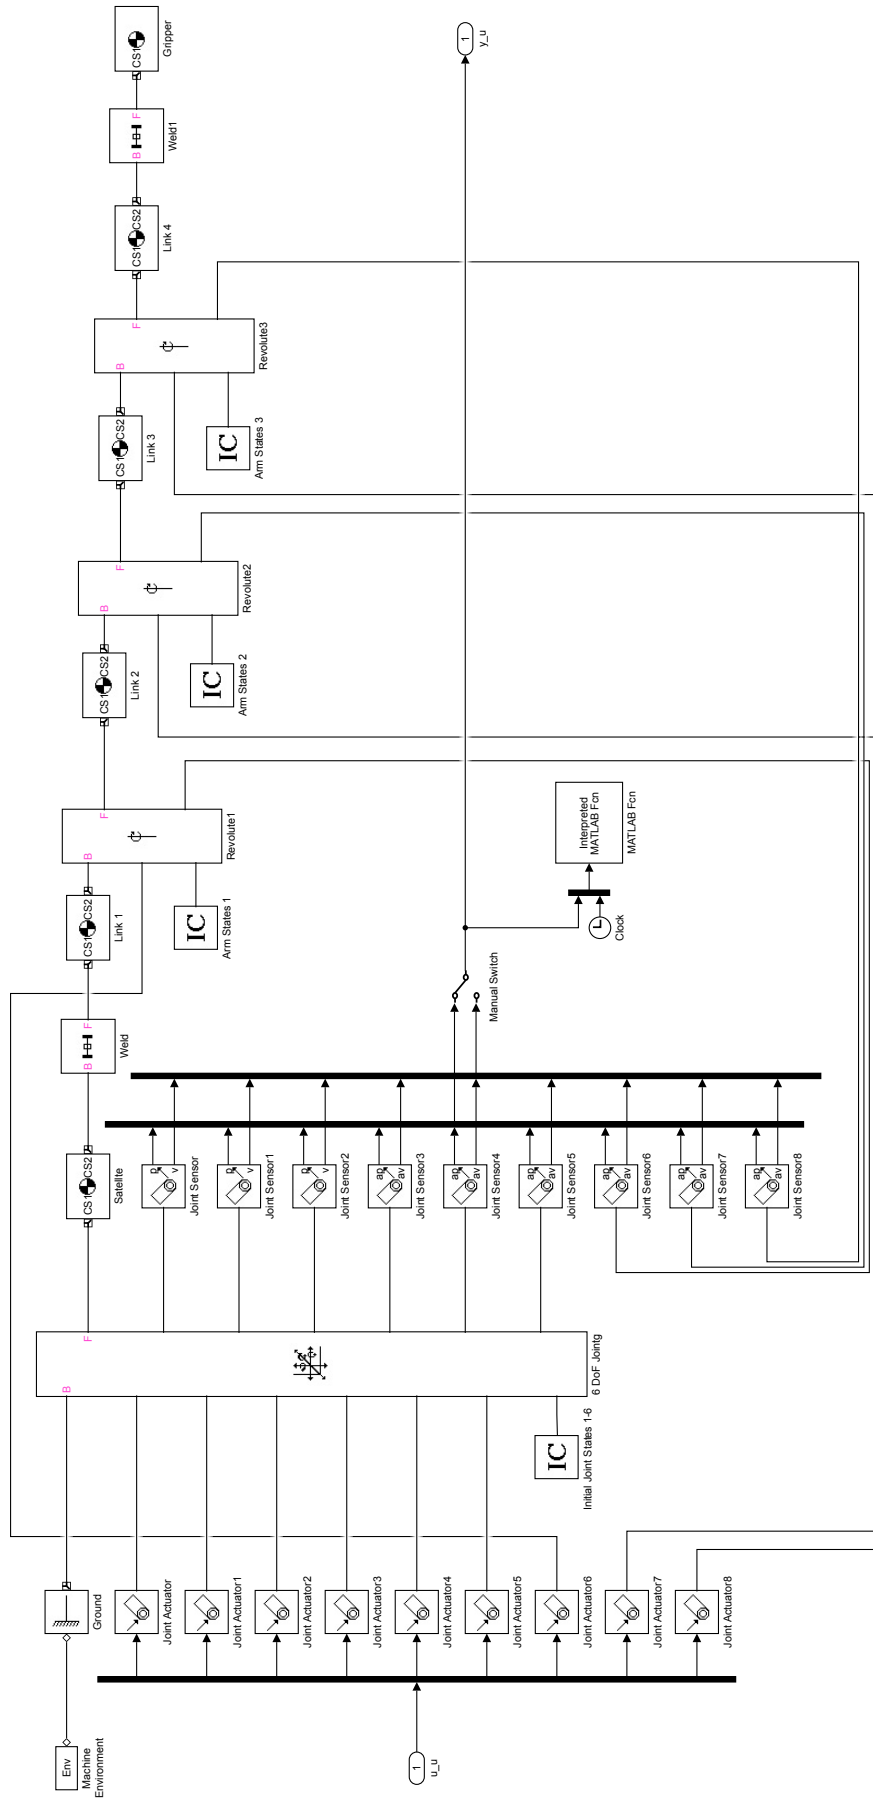 Env
Machine
Environment
Ground
1
u_u
Joint Actuator
Joint Actuator1
Joint Actuator2
Joint Actuator3
Joint Actuator4
Joint Actuator5
Joint Actuator6
Joint Actuator7
Joint Actuator8
IC
Initial Joint States 1-6
B
F
6 DoF Jointg
CS1 CS2
Satellite
p
v
Joint Sensor
p
v
Joint Sensor1
p
v
Joint Sensor2
ap
av
Joint Sensor3
ap
av
Joint Sensor4
ap
av
Joint Sensor5
ap
av
Joint Sensor6
ap
av
Joint Sensor7
ap
av
Joint Sensor8
B F
Weld
Manual Switch
Clock
Interpreted
MATLAB Fcn
MATLAB Fcn
CS1 CS2
Link 1
IC
Arm States 1
B
F
Revolute1
CS1 CS2
Link 2
IC
Arm States 2
B
F
Revolute2
CS1 CS2
Link 3
IC
Arm States 3
B
F
Revolute3
CS1 CS2
Link 4
B F
Weld1
CS1
Gripper
1
y_u